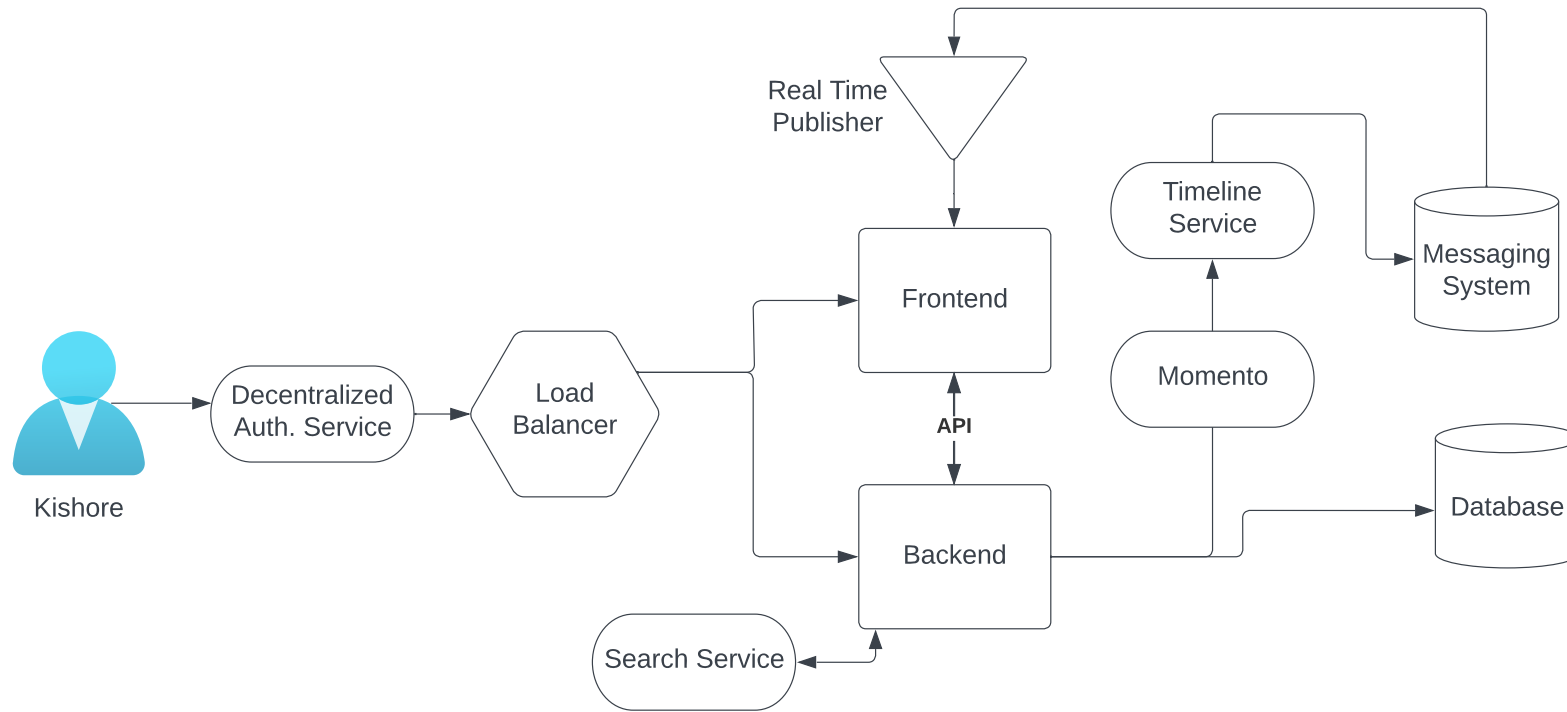 Real Time
Publisher
Timeline
Service
Messaging
System
Frontend
Decentralized
Auth. Service
Load
Balancer
Momento
API
Kishore
Backend
Database
Search Service